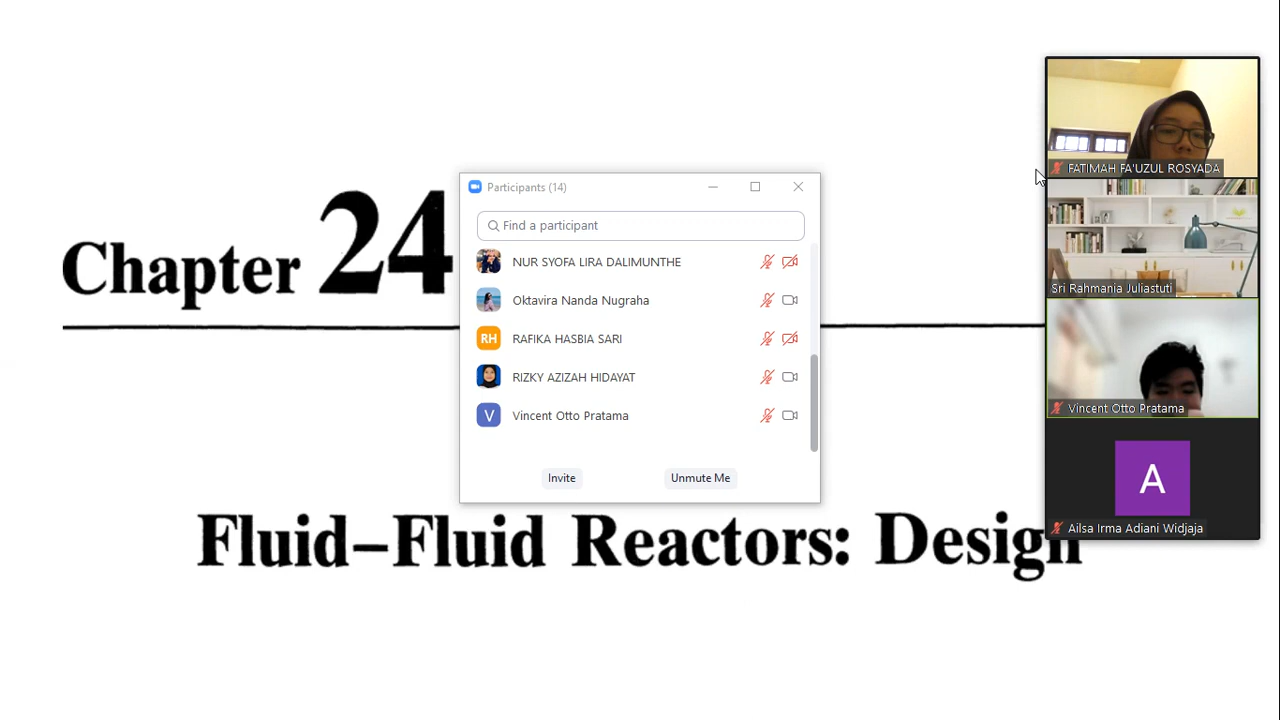 Chapter 24
Fluid–Fluid Reactors: Design
Participants (14)
Find a participant
NUR SYOFA LIRA DALIMUNTHE
Oktavira Nanda Nugraha
RH
RAFIKA HASBIA SARI
RIZKY AZIZAH HIDAYAT
V
Vincent Otto Pratama
Invite
Unmute Me
FATIMAH FA'UZUL ROSYADA
Sri Rahmania Juliastuti
Vincent Otto Pratama
A
Ailsa Irma Adiani Widjaja